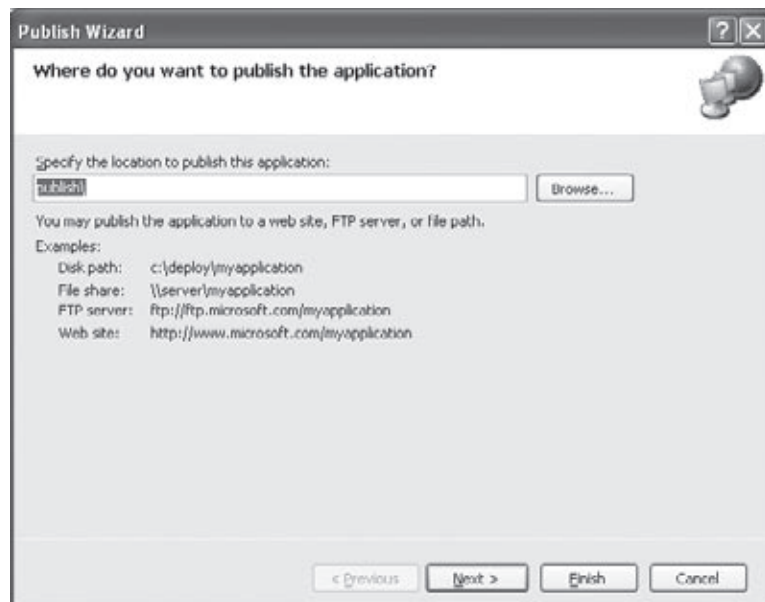 Publish Wizard
Where do you want to publish the application?
Specify the location to publish this application:
publish\
Browse...
You may publish the application to a web site, FTP server, or file path.
Examples:
Disk path: c:\deploy\myapplication
File share: \\server\myapplication
FTP server: ftp://ftp.microsoft.com/myapplication
Web site: http://www.microsoft.com/myapplication
< Previous Next > Finish Cancel